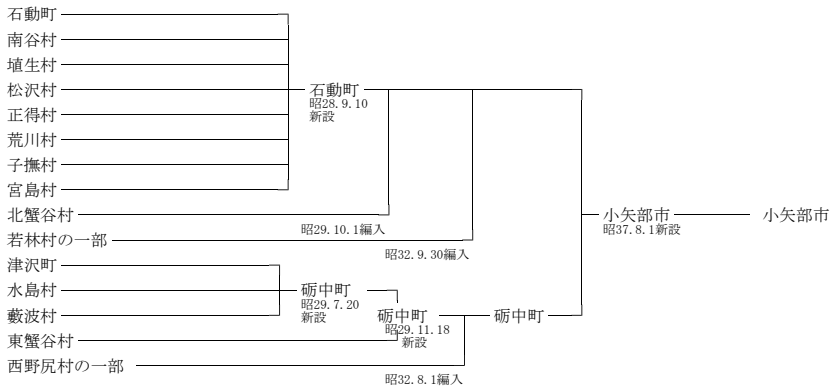 石動町
南谷村
埴生村
松沢村
正得村
荒川村
子撫村
宮島村
北蟹谷村
若林村の一部
津沢町
水島村
藪波村
東蟹谷村
西野尻村の一部
石動町
昭28.9.10
新設
昭29.10.1編入
昭32.9.30編入
砺中町
昭29.7.20
新設
砺中町
昭29.11.18
新設
昭32.8.1編入
砺中町
小矢部市
昭37.8.1新設
小矢部市